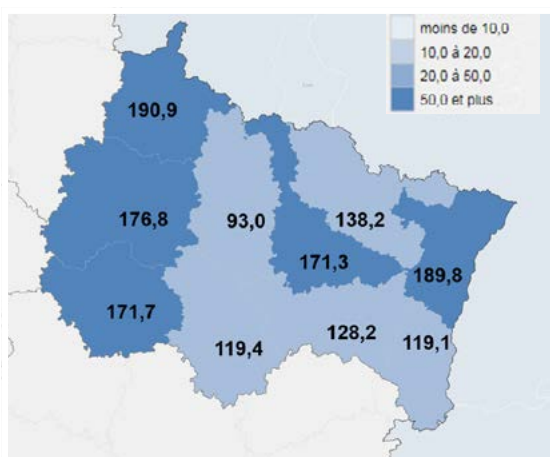 moins de 10,0
10,0 à 20,0
20,0 à 50,0
50,0 et plus
190,9
176,8
93,0
138,2
171,3
189,8
171,7
119,4
128,2
119,1